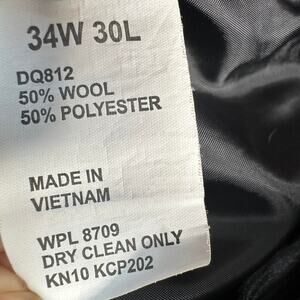 34W 30L
DQ812
50% WOOL
50% POLYESTER
MADE IN
VIETNAM
WPL 8709
DRY CLEAN ONLY
KN10 KCP202